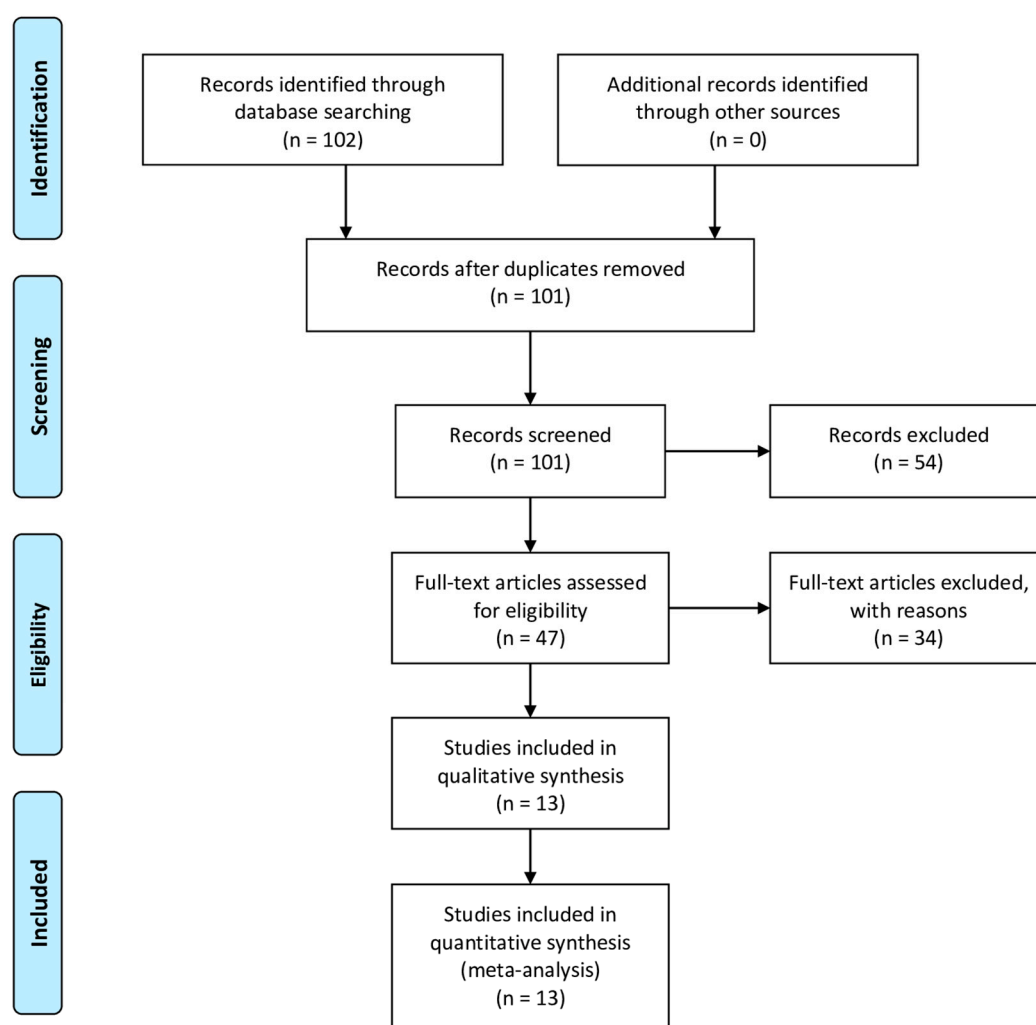 Identification
Records identified through
database searching
(n = 102)
Additional records identified
through other sources
(n = 0)
Records after duplicates removed
(n = 101)
Screening
Records screened
(n = 101)
Records excluded
(n = 54)
Eligibility
Full-text articles assessed
for eligibility
(n = 47)
Full-text articles excluded,
with reasons
(n = 34)
Studies included in
qualitative synthesis
(n = 13)
Included
Studies included in
quantitative synthesis
(meta-analysis)
(n = 13)